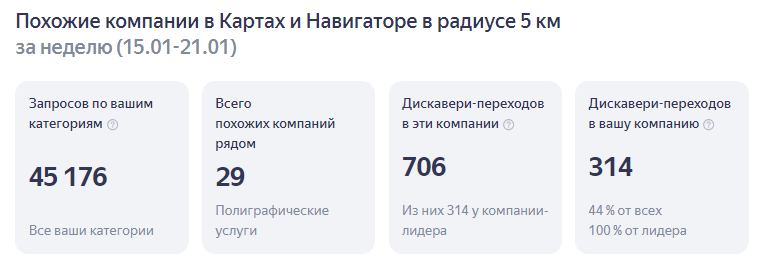 Похожие компании в Картах и Навигаторе в радиусе 5 км
за неделю (15.01-21.01)
Запросов по вашим
категориям ?
45 176
Все ваши категории
Всего
похожих компаний
рядом
29
Полиграфические
услуги
Дискавери-переходов
в эти компании ?
706
Из них 314 у компании-
лидера
Дискавери-переходов
в вашу компанию ?
314
44 % от всех
100 % от лидера